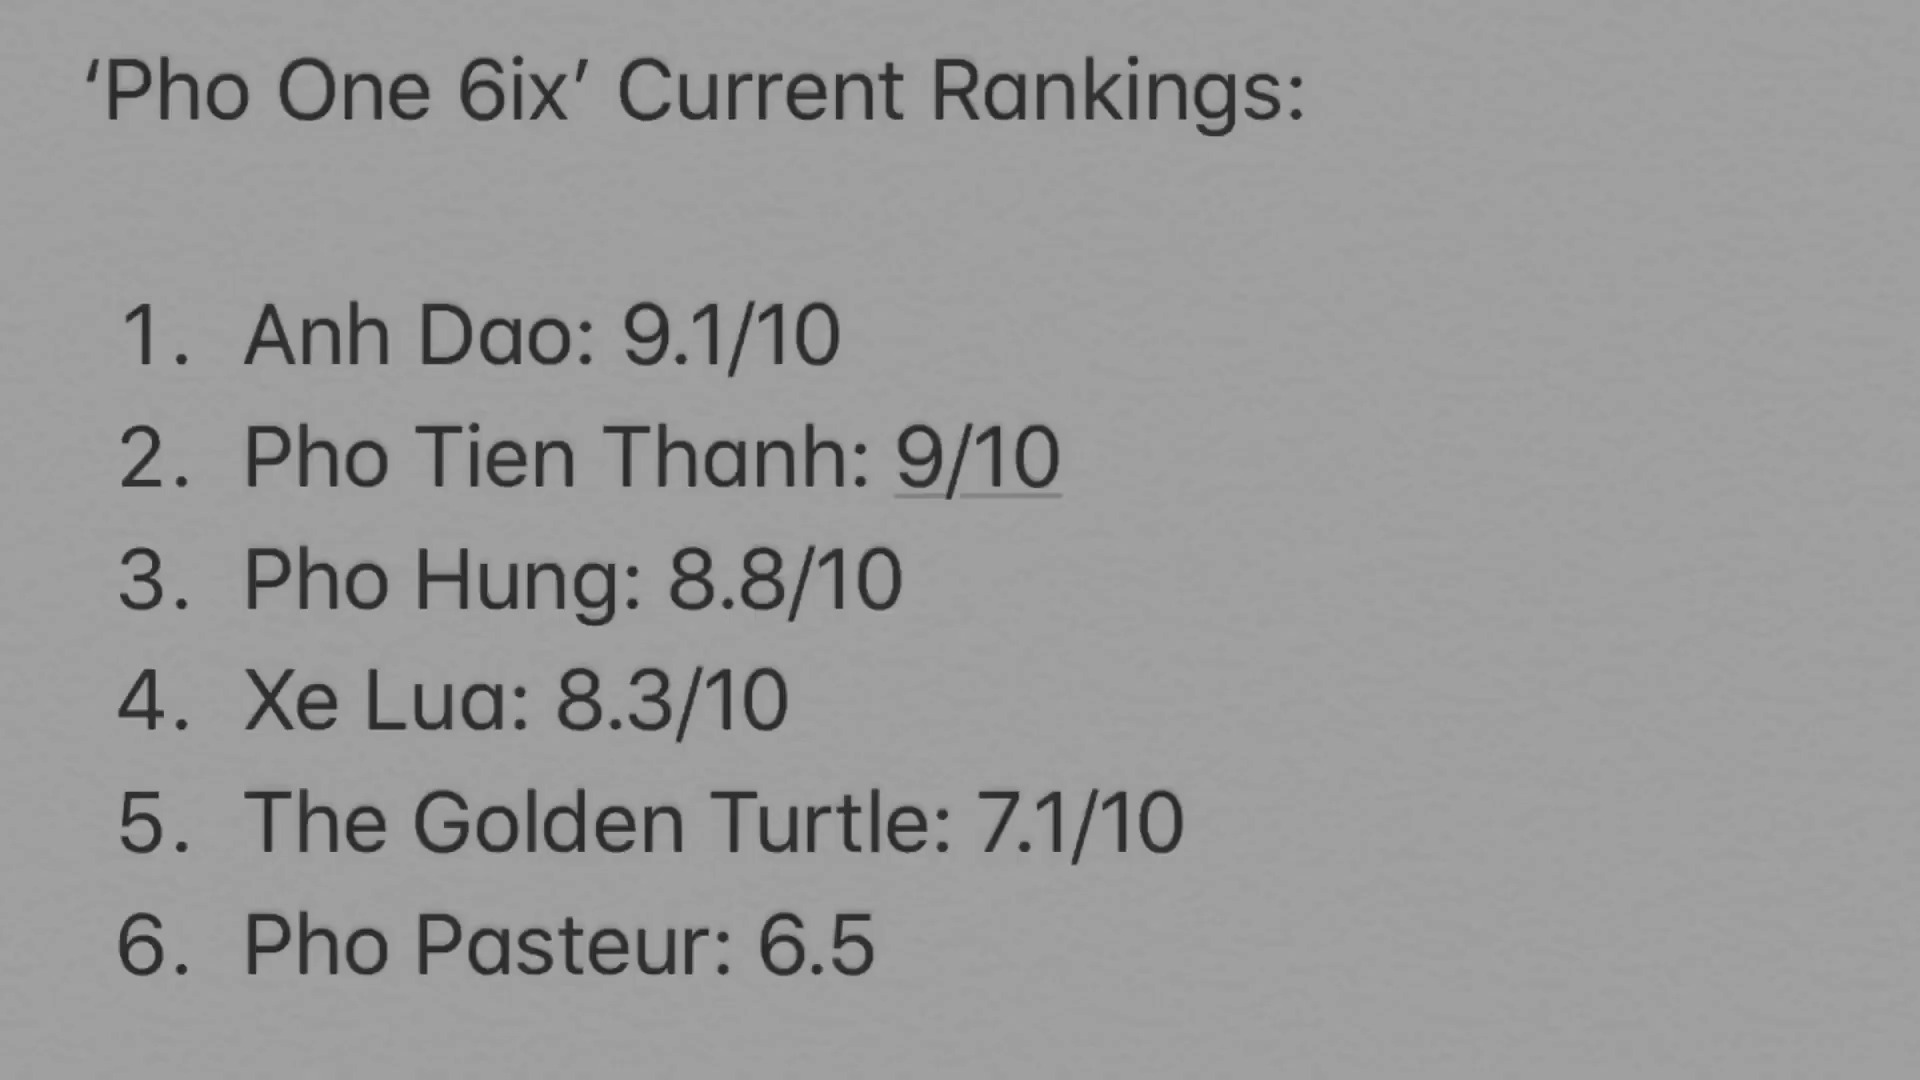 ‘Pho One 6ix’ Current Rankings:
1. Anh Dao: 9.1/10
2. Pho Tien Thanh: 9/10
3. Pho Hung: 8.8/10
4. Xe Lua: 8.3/10
5. The Golden Turtle: 7.1/10
6. Pho Pasteur: 6.5